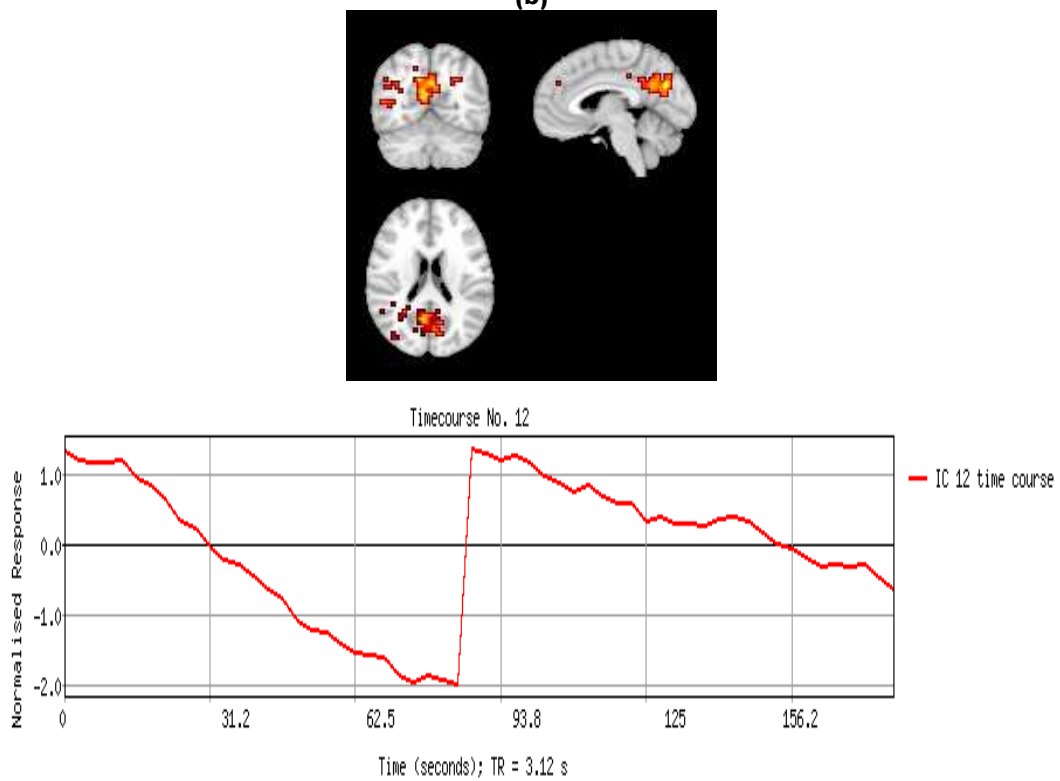 (b)
Timecourse No. 12
Normalised Response
1.0
0.0
-1.0
-2.0
IC 12 time course
0 31.2 62.5 93.8 125 156.2
Time (seconds); TR = 3.12 s